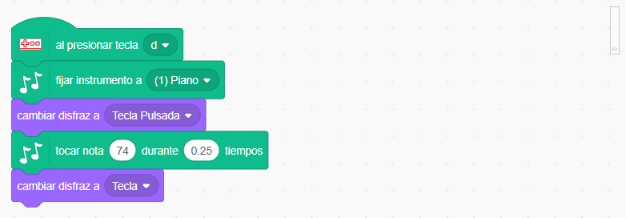 al presionar tecla d
fijar instrumento a (1) Piano
cambiar disfraz a Tecla Pulsada
tocar nota 74 durante 0.25 tiempos
cambiar disfraz a Tecla